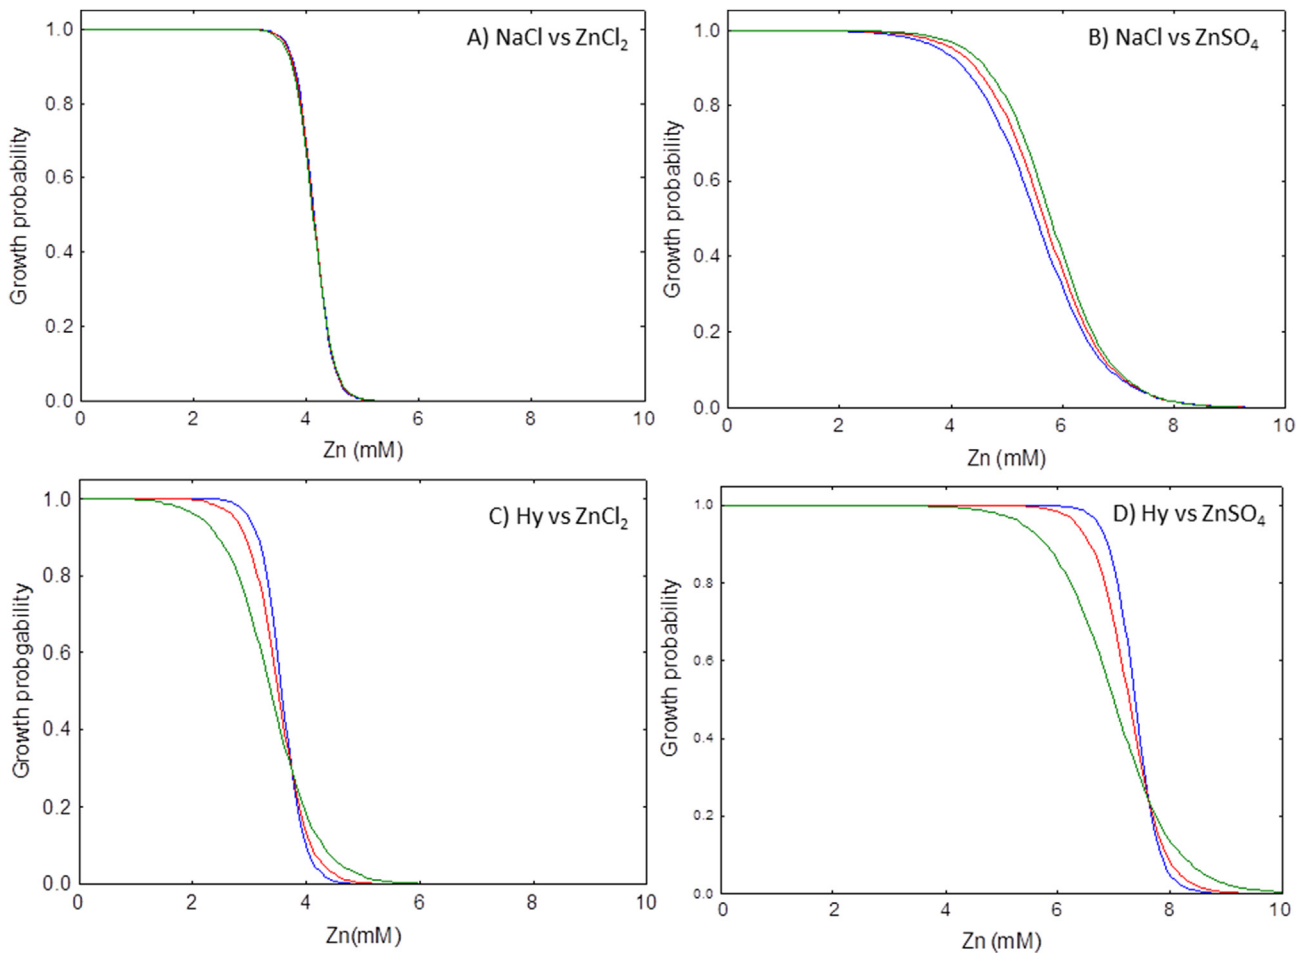 A) NaCl vs ZnCl2
Growth probability
1.0
0.8
0.6
0.4
0.2
0.0
0 2 4 6 8 10
Zn (mM)
B) NaCl vs ZnSO4
Growth probability
1.0
0.8
0.6
0.4
0.2
0.0
0 2 4 6 8 10
Zn (mM)
C) Hy vs ZnCl2
Growth probgability
1.0
0.8
0.6
0.4
0.2
0.0
0 2 4 6 8 10
Zn(mM)
D) Hy vs ZnSO4
Growth probability
1.0
0.8
0.6
0.4
0.2
0.0
0 2 4 6 8 10
Zn (mM)